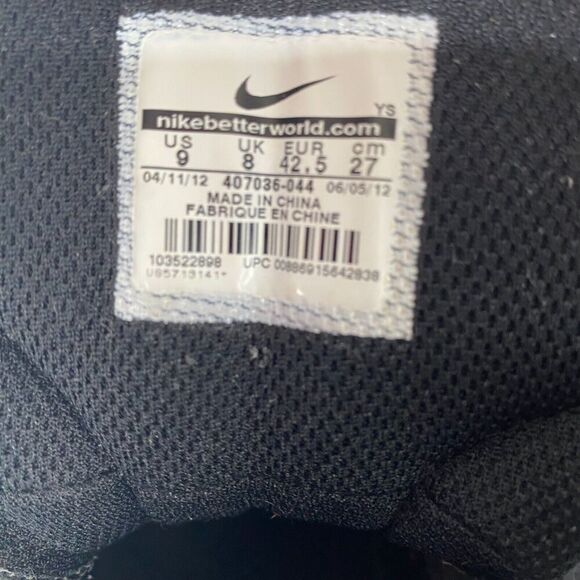 YS
nikebetterworld.com
US UK EUR cm
9 8 42.5 27
04/11/12 407036-044 06/05/12
MADE IN CHINA
FABRIQUE EN CHINE
103522898 UPC 00886915642838
US5713141*